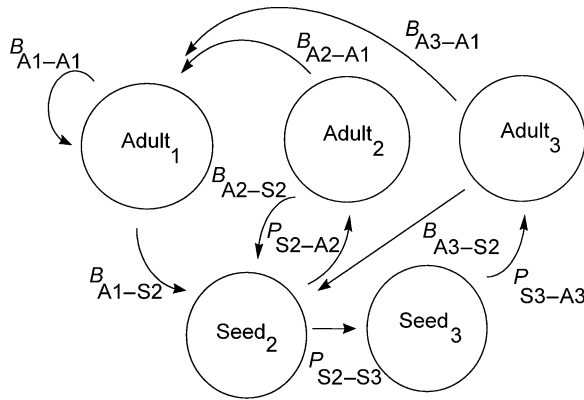 B A1–A1
B A2–A1
B A3–A1
Adult 1
Adult 2
Adult 3
B A2–S2
P S2–A2
B A3–S2
B A1–S2
P S3–A3
Seed 2
Seed 3
P S2–S3